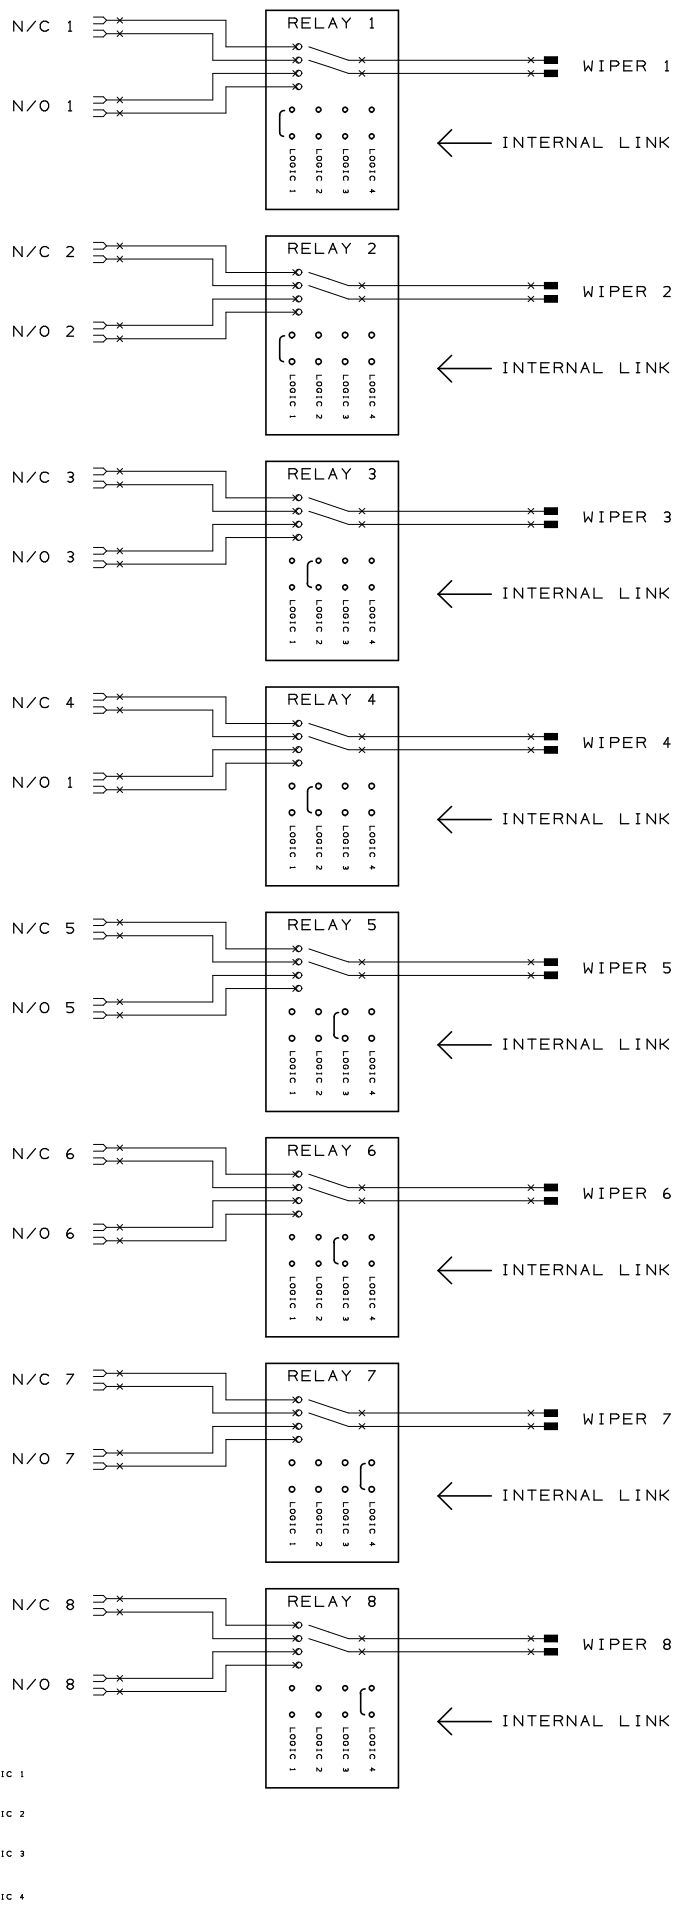 N/C 1
RELAY 1
WIPER 1
N/O 1
INTERNAL LINK
LOGIC 1
LOGIC 2
LOGIC 3
LOGIC 4
N/C 2
RELAY 2
WIPER 2
N/O 2
INTERNAL LINK
LOGIC 1
LOGIC 2
LOGIC 3
LOGIC 4
N/C 3
RELAY 3
WIPER 3
N/O 3
INTERNAL LINK
LOGIC 1
LOGIC 2
LOGIC 3
LOGIC 4
N/C 4
RELAY 4
WIPER 4
N/O 1
INTERNAL LINK
LOGIC 1
LOGIC 2
LOGIC 3
LOGIC 4
N/C 5
RELAY 5
WIPER 5
N/O 5
INTERNAL LINK
LOGIC 1
LOGIC 2
LOGIC 3
LOGIC 4
N/C 6
RELAY 6
WIPER 6
N/O 6
INTERNAL LINK
LOGIC 1
LOGIC 2
LOGIC 3
LOGIC 4
N/C 7
RELAY 7
WIPER 7
N/O 7
INTERNAL LINK
LOGIC 1
LOGIC 2
LOGIC 3
LOGIC 4
N/C 8
RELAY 8
WIPER 8
N/O 8
INTERNAL LINK
LOGIC 1
LOGIC 2
LOGIC 3
LOGIC 4
IC 1
IC 2
IC 3
IC 4